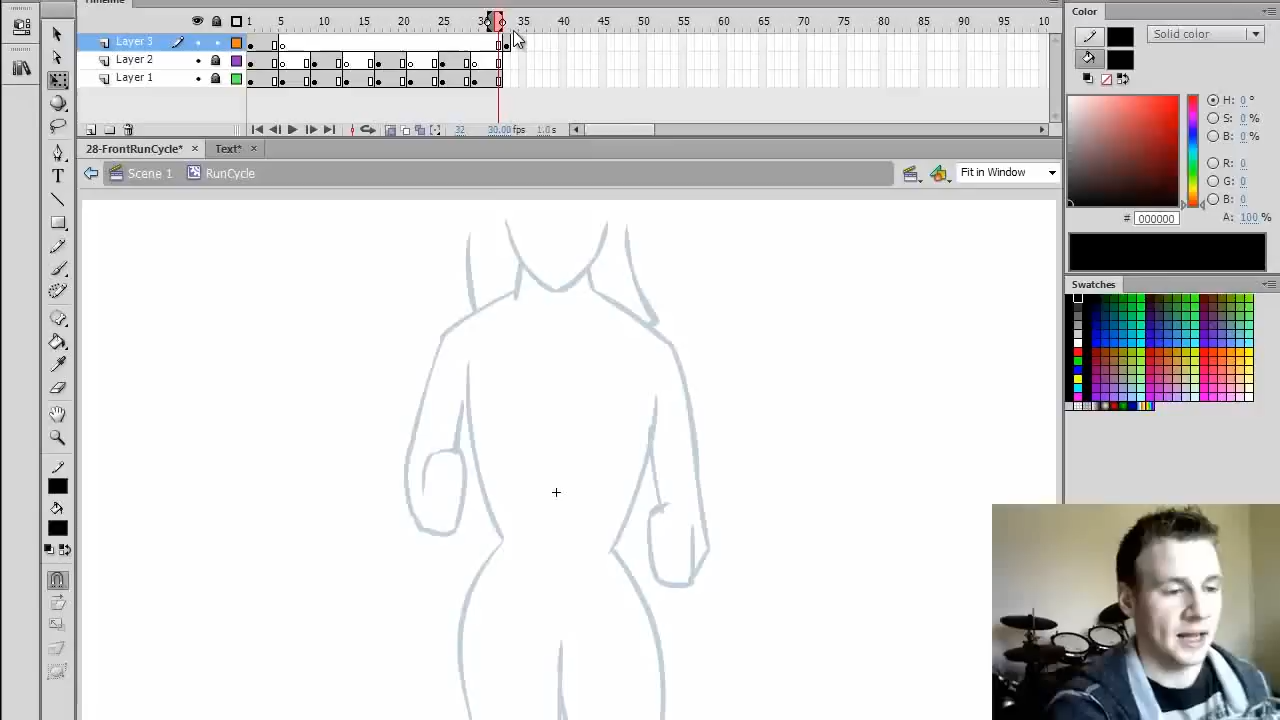 Timeline
1 5 10 15 20 25 30 35 40 45 50 55 60 65 70 75 80 85 90 95 10
Layer 3
Layer 2
Layer 1
32 30.00 fps 1.0 s
28-FrontRunCycle* × Text* ×
Scene 1 RunCycle Fit in Window
Color
Solid color
H: 0 °
S: 0 %
B: 0 %
R: 0
G: 0
B: 0
# 000000 A: 100 %
Swatches